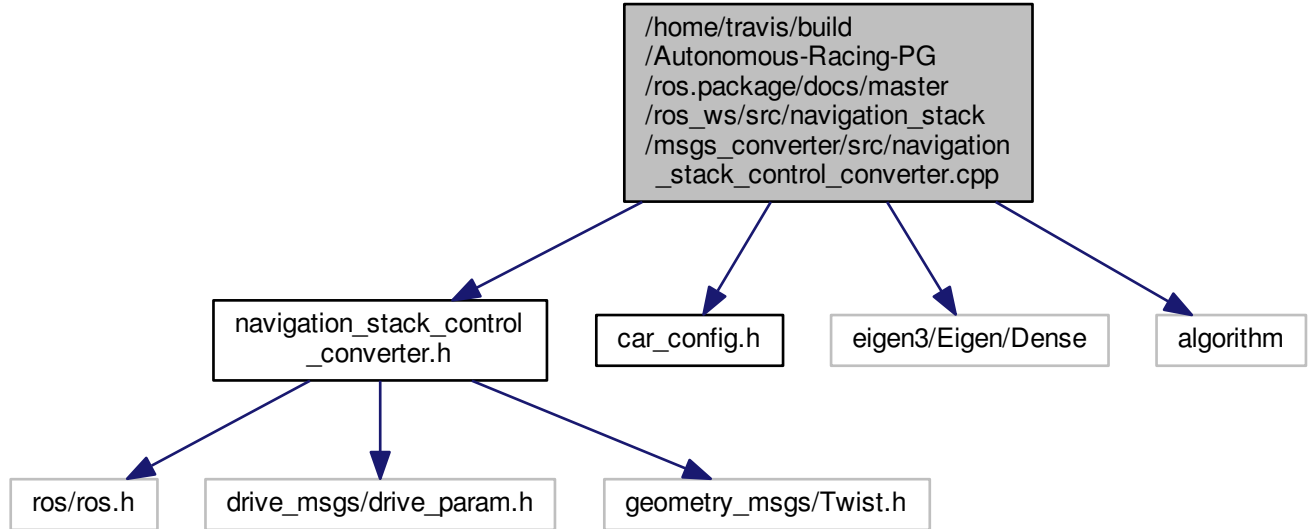 /home/travis/build
/Autonomous-Racing-PG
/ros.package/docs/master
/ros_ws/src/navigation_stack
/msgs_converter/src/navigation
_stack_control_converter.cpp
navigation_stack_control
_converter.h
car_config.h
eigen3/Eigen/Dense
algorithm
ros/ros.h
drive_msgs/drive_param.h
geometry_msgs/Twist.h